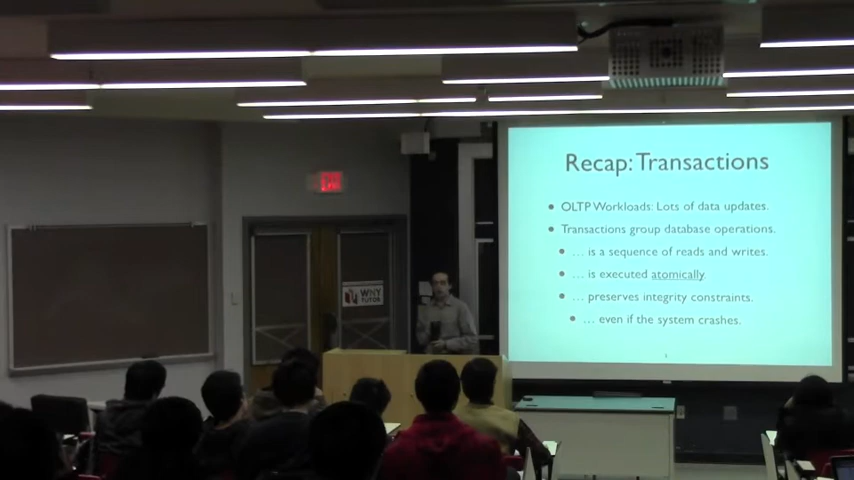 EXIT
WNY
TUTOR
Recap: Transactions
• OLTP Workloads: Lots of data updates.
• Transactions group database operations.
• … is a sequence of reads and writes.
• … is executed atomically.
• … preserves integrity constraints.
• … even if the system crashes.